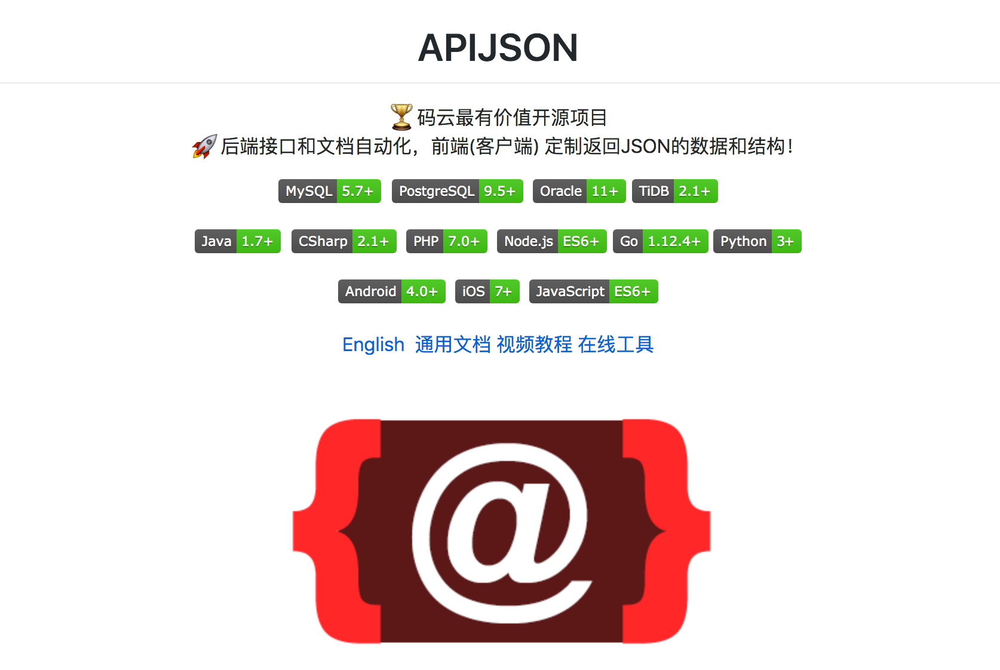 APIJSON
🏆码云最有价值开源项目
🚀后端接口和文档自动化，前端(客户端) 定制返回JSON的数据和结构！
MySQL 5.7+ PostgreSQL 9.5+ Oracle 11+ TiDB 2.1+
Java 1.7+ CSharp 2.1+ PHP 7.0+ Node.js ES6+ Go 1.12.4+ Python 3+
Android 4.0+ iOS 7+ JavaScript ES6+
English 通用文档 视频教程 在线工具
{@}